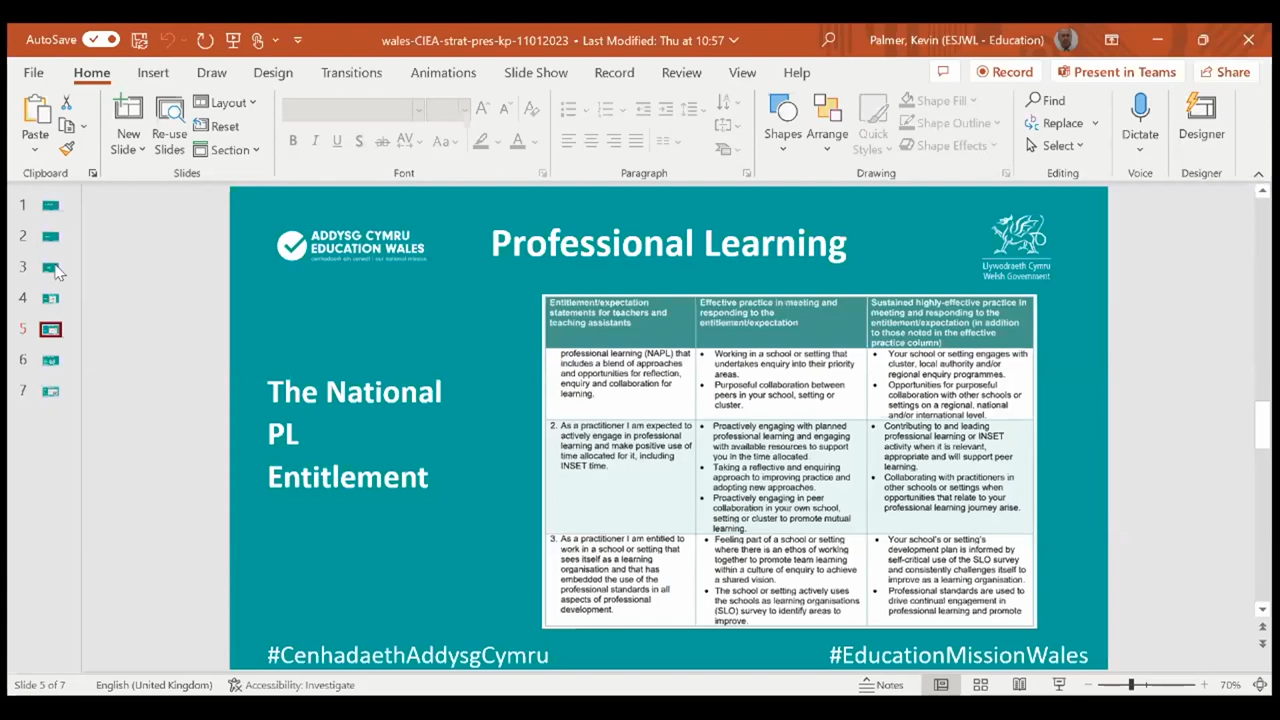 AutoSave
wales-CIEA-strat-pres-kp-11012023 • Last Modified: Thu at 10:57
Palmer, Kevin (ESJWL - Education)
File Home Insert Draw Design Transitions Animations Slide Show Record Review View Help
Record Present in Teams Share
Paste
New
Slide
Re-use
Slides
Layout
Reset
Section
B I U S ab AV Aa A
Shapes
Arrange
Quick
Styles
Shape Fill
Shape Outline
Shape Effects
Find
Replace
Select
Dictate
Designer
Clipboard Slides Font Paragraph Drawing Editing Voice Designer
1
2
3
4
5
6
7
ADDYSG CYMRU
EDUCATION WALES
Professional Learning
Llywodraeth Cymru
Welsh Government
The National
PL
Entitlement
Entitlement/expectation
statements for teachers and
teaching assistants
Effective practice in meeting and
responding to the
entitlement/expectation
Sustained highly-effective practice in
meeting and responding to the
entitlement/expectation (in addition
to those noted in the effective
practice column)
professional learning (NAPL) that
includes a blend of approaches
and opportunities for reflection,
enquiry and collaboration for
learning.
• Working in a school or setting that
undertakes enquiry into their priority
areas.
• Purposeful collaboration between
peers in your school, setting or
cluster.
• Your school or setting engages with
cluster, local authority and/or
regional enquiry programmes.
• Opportunities for purposeful
collaboration with other schools or
settings on a regional, national
and/or international level.
2. As a practitioner I am expected to
actively engage in professional
learning and make positive use of
time allocated for it, including
INSET time.
• Proactively engaging with planned
professional learning and engaging
with available resources to support
you in the time allocated.
• Taking a reflective and enquiring
approach to improving practice and
adopting new approaches.
• Proactively engaging in peer
collaboration in your own school,
setting or cluster to promote mutual
learning.
• Contributing to and leading
professional learning or INSET
activity when it is relevant,
appropriate and will support peer
learning.
• Collaborating with practitioners in
other schools or settings when
opportunities that relate to your
professional learning journey arise.
3. As a practitioner I am entitled to
work in a school or setting that
sees itself as a learning
organisation and that has
embedded the use of the
professional standards in all
aspects of professional
development.
• Feeling part of a school or setting
where there is an ethos of working
together to promote team learning
within a culture of enquiry to achieve
a shared vision.
• The school or setting actively uses
the schools as learning organisations
(SLO) survey to identify areas to
improve.
• Your school's or setting's
development plan is informed by
self-critical use of the SLO survey
and consistently challenges itself to
improve as a learning organisation.
• Professional standards are used to
drive continual engagement in
professional learning and promote
#CenhadaethAddysgCymru
#EducationMissionWales
Slide 5 of 7 English (United Kingdom) Accessibility: Investigate Notes 70%